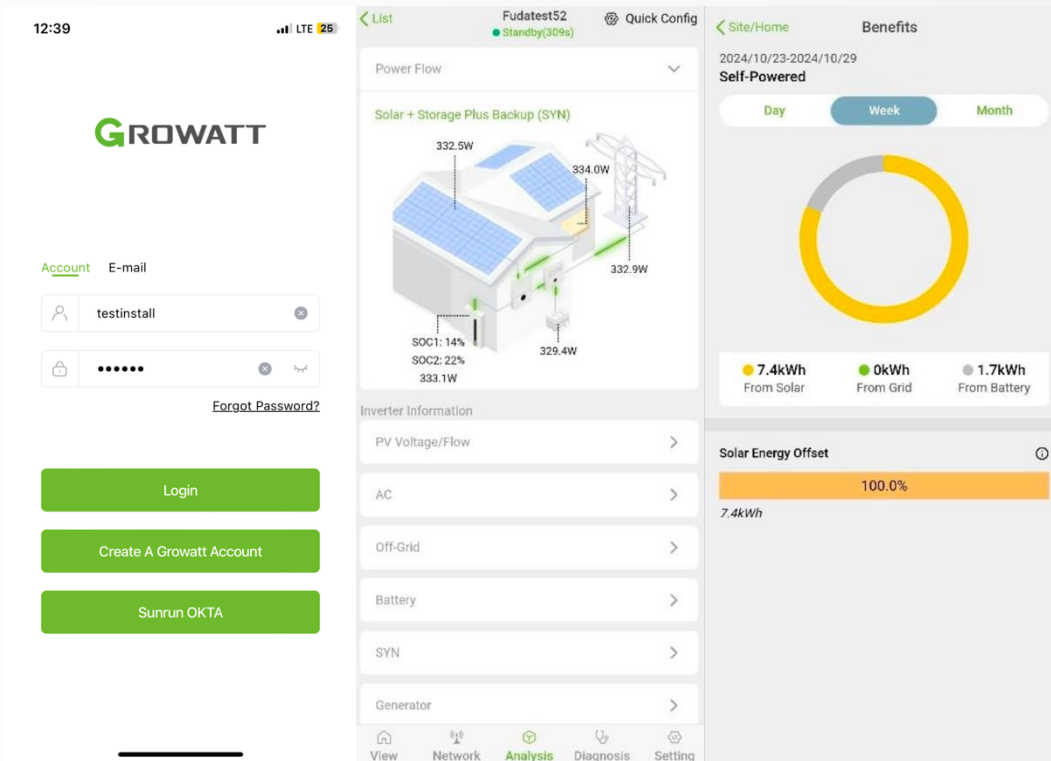 12:39
LTE 25
GROWATT
Account E-mail
testinstall
••••••
Forgot Password?
Login
Create A Growatt Account
Sunrun OKTA
List
Fudatest52
Quick Config
Standby(309s)
Power Flow
Solar + Storage Plus Backup (SYN)
332.5W
334.0W
332.9W
SOC1: 14%
SOC2: 22%
333.1W
329.4W
Inverter Information
PV Voltage/Flow
AC
Off-Grid
Battery
SYN
Generator
View Network Analysis Diagnosis Setting
Site/Home
Benefits
2024/10/23-2024/10/29
Self-Powered
Day Week Month
7.4kWh 0kWh 1.7kWh
From Solar From Grid From Battery
Solar Energy Offset
100.0%
7.4kWh